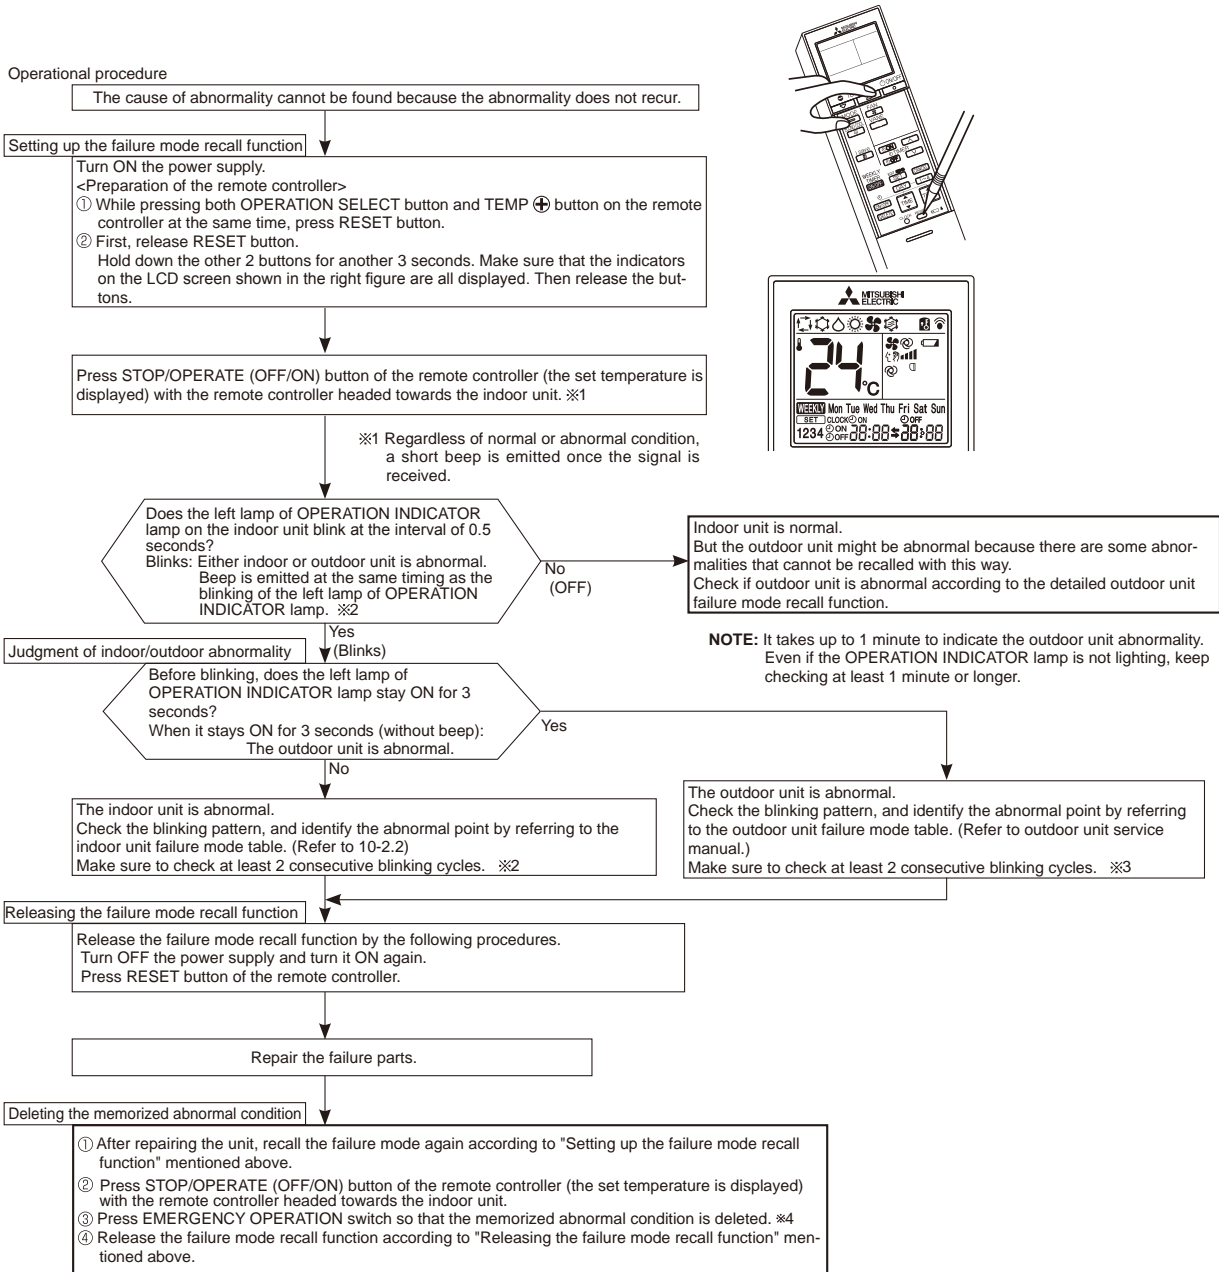 Operational procedure
The cause of abnormality cannot be found because the abnormality does not recur.
Setting up the failure mode recall function
Turn ON the power supply.
<Preparation of the remote controller>
① While pressing both OPERATION SELECT button and TEMP ⊕ button on the remote
controller at the same time, press RESET button.
② First, release RESET button.
Hold down the other 2 buttons for another 3 seconds. Make sure that the indicators
on the LCD screen shown in the right figure are all displayed. Then release the but-
tons.
MITSUBISHI
ELECTRIC
24°C
WEEKLY Mon Tue Wed Thu Fri Sat Sun
SET CLOCK ON OFF
1234 ON OFF 88:88 88:88
Press STOP/OPERATE (OFF/ON) button of the remote controller (the set temperature is
displayed) with the remote controller headed towards the indoor unit. ※1
※1 Regardless of normal or abnormal condition,
a short beep is emitted once the signal is
received.
Does the left lamp of OPERATION INDICATOR
lamp on the indoor unit blink at the interval of 0.5
seconds?
Blinks: Either indoor or outdoor unit is abnormal.
Beep is emitted at the same timing as the
blinking of the left lamp of OPERATION
INDICATOR lamp. ※2
No
(OFF)
Indoor unit is normal.
But the outdoor unit might be abnormal because there are some abnor-
malities that cannot be recalled with this way.
Check if outdoor unit is abnormal according to the detailed outdoor unit
failure mode recall function.
NOTE: It takes up to 1 minute to indicate the outdoor unit abnormality.
Even if the OPERATION INDICATOR lamp is not lighting, keep
checking at least 1 minute or longer.
Yes
(Blinks)
Judgment of indoor/outdoor abnormality
Before blinking, does the left lamp of
OPERATION INDICATOR lamp stay ON for 3
seconds?
When it stays ON for 3 seconds (without beep):
The outdoor unit is abnormal.
Yes
No
The indoor unit is abnormal.
Check the blinking pattern, and identify the abnormal point by referring to the
indoor unit failure mode table. (Refer to 10-2.2)
Make sure to check at least 2 consecutive blinking cycles. ※2
The outdoor unit is abnormal.
Check the blinking pattern, and identify the abnormal point by referring
to the outdoor unit failure mode table. (Refer to outdoor unit service
manual.)
Make sure to check at least 2 consecutive blinking cycles. ※3
Releasing the failure mode recall function
Release the failure mode recall function by the following procedures.
Turn OFF the power supply and turn it ON again.
Press RESET button of the remote controller.
Repair the failure parts.
Deleting the memorized abnormal condition
① After repairing the unit, recall the failure mode again according to "Setting up the failure mode recall
function" mentioned above.
② Press STOP/OPERATE (OFF/ON) button of the remote controller (the set temperature is displayed)
with the remote controller headed towards the indoor unit.
③ Press EMERGENCY OPERATION switch so that the memorized abnormal condition is deleted. ※4
④ Release the failure mode recall function according to "Releasing the failure mode recall function" men-
tioned above.